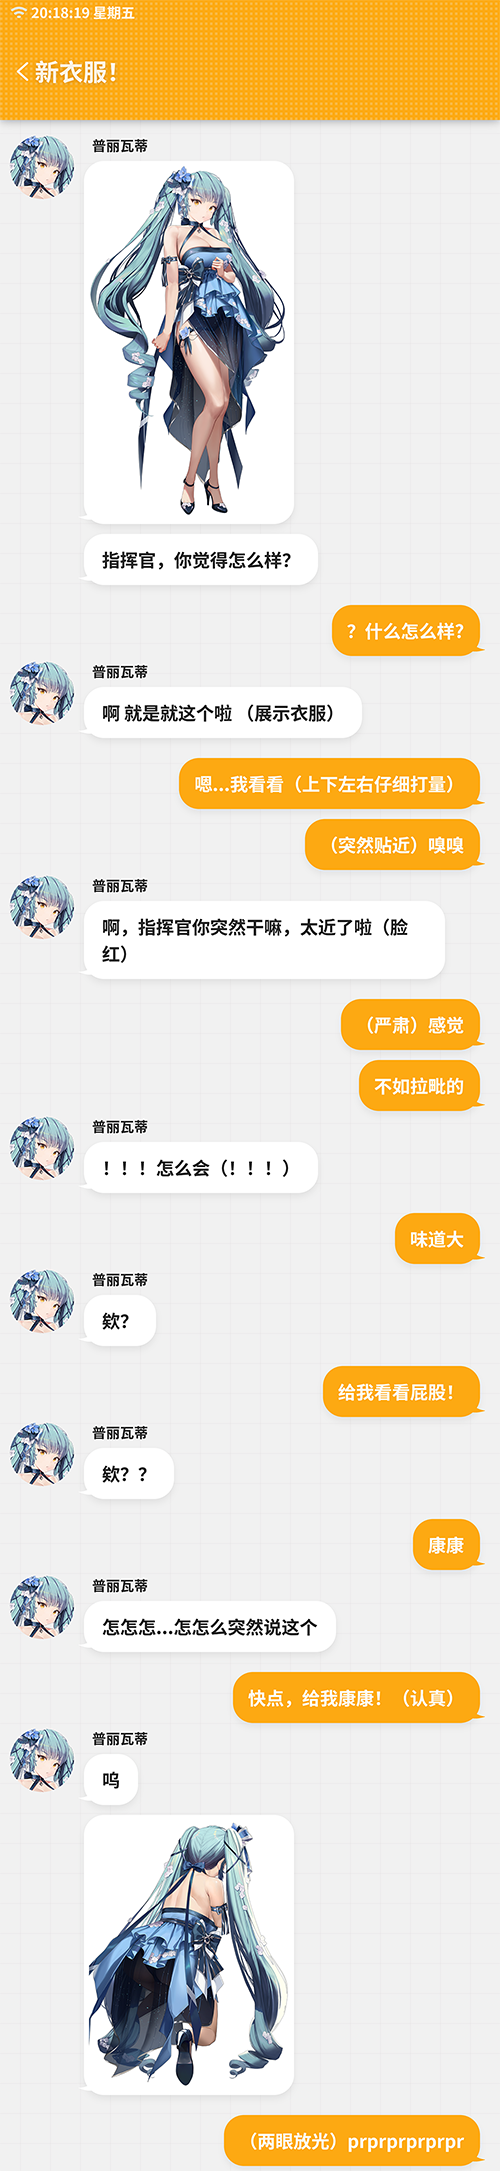 20:18:19 星期五
新衣服！
普丽瓦蒂
指挥官，你觉得怎么样？
？什么怎么样？
普丽瓦蒂
啊 就是就这个啦 （展示衣服）
嗯...我看看（上下左右仔细打量）
（突然贴近）嗅嗅
普丽瓦蒂
啊，指挥官你突然干嘛，太近了啦（脸
红）
（严肃）感觉
不如拉毗的
普丽瓦蒂
！！！怎么会（！！！）
味道大
普丽瓦蒂
欸？
给我看看屁股！
普丽瓦蒂
欸？？
康康
普丽瓦蒂
怎怎怎...怎怎么突然说这个
快点，给我康康！（认真）
普丽瓦蒂
呜
（两眼放光）prprprprprpr